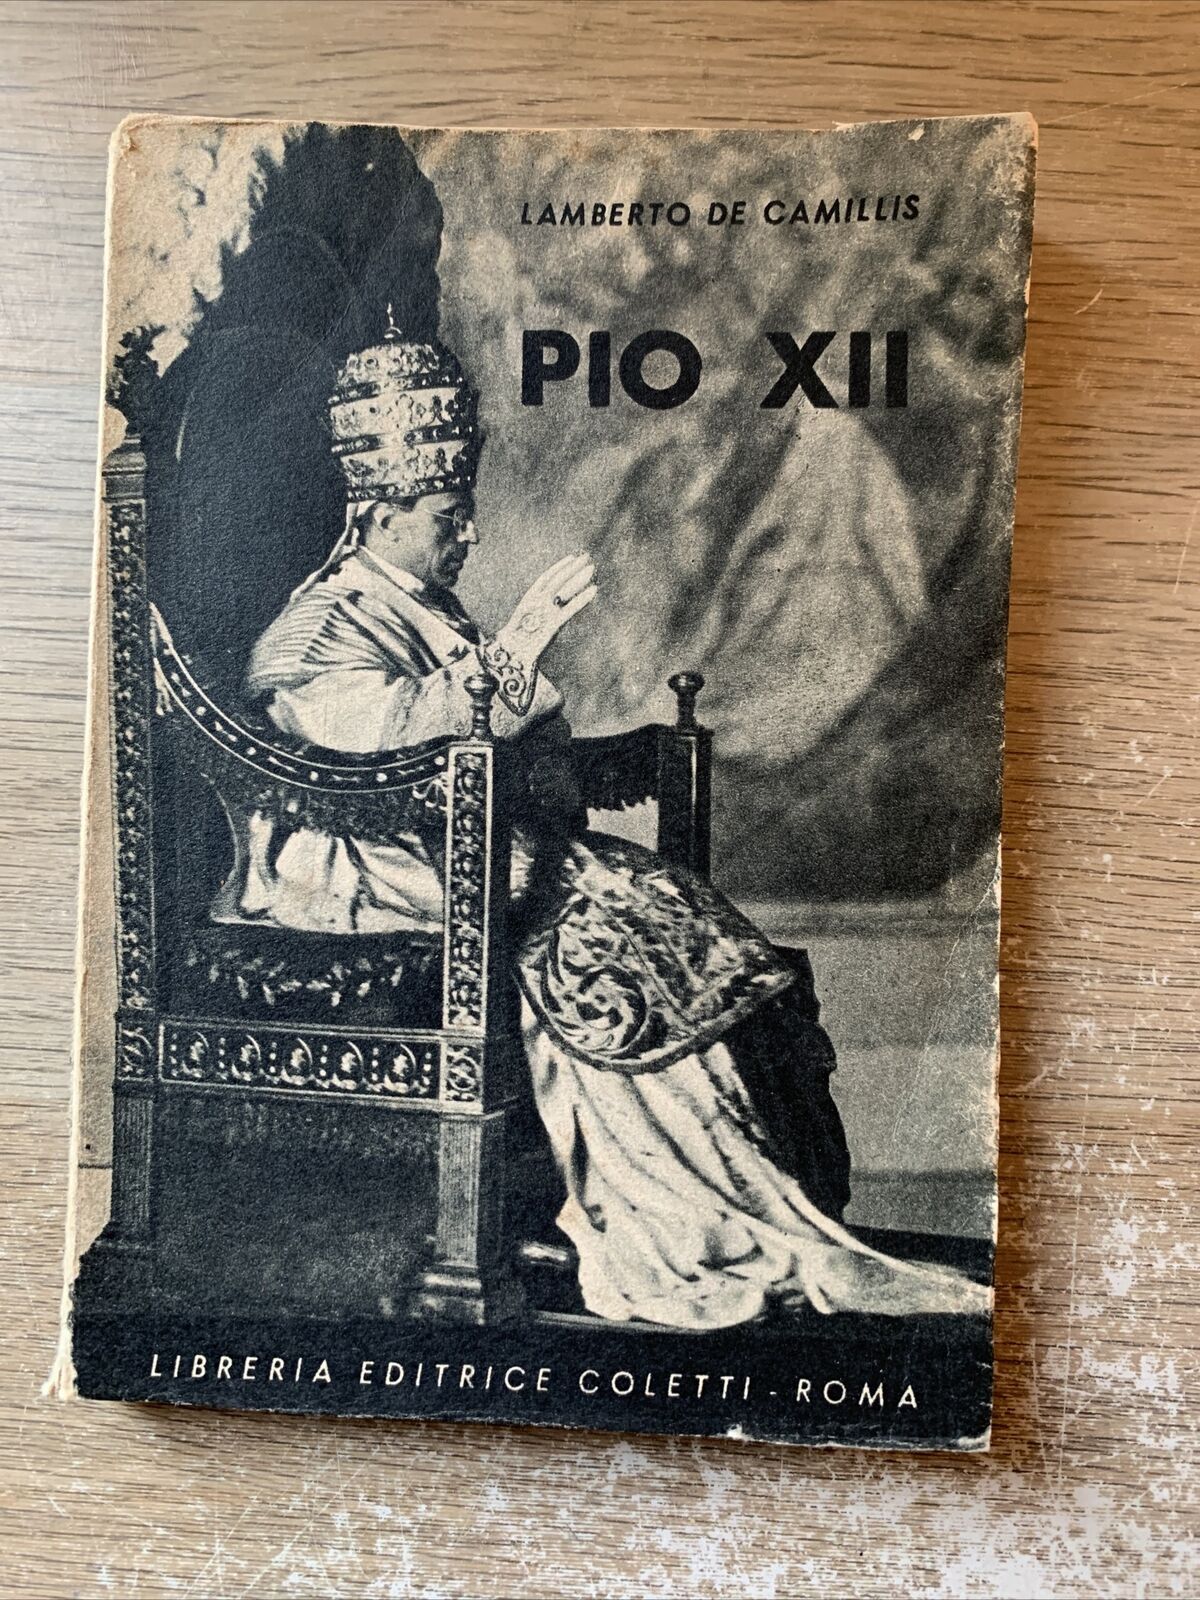 LAMBERTO DE CAMILLIS
PIO XII
LIBRERIA EDITRICE COLETTI - ROMA